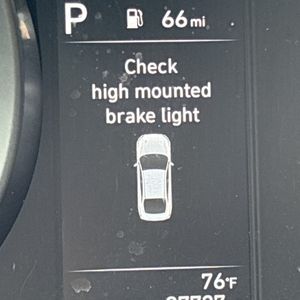 P 66 mi
Check
high mounted
brake light
76°F